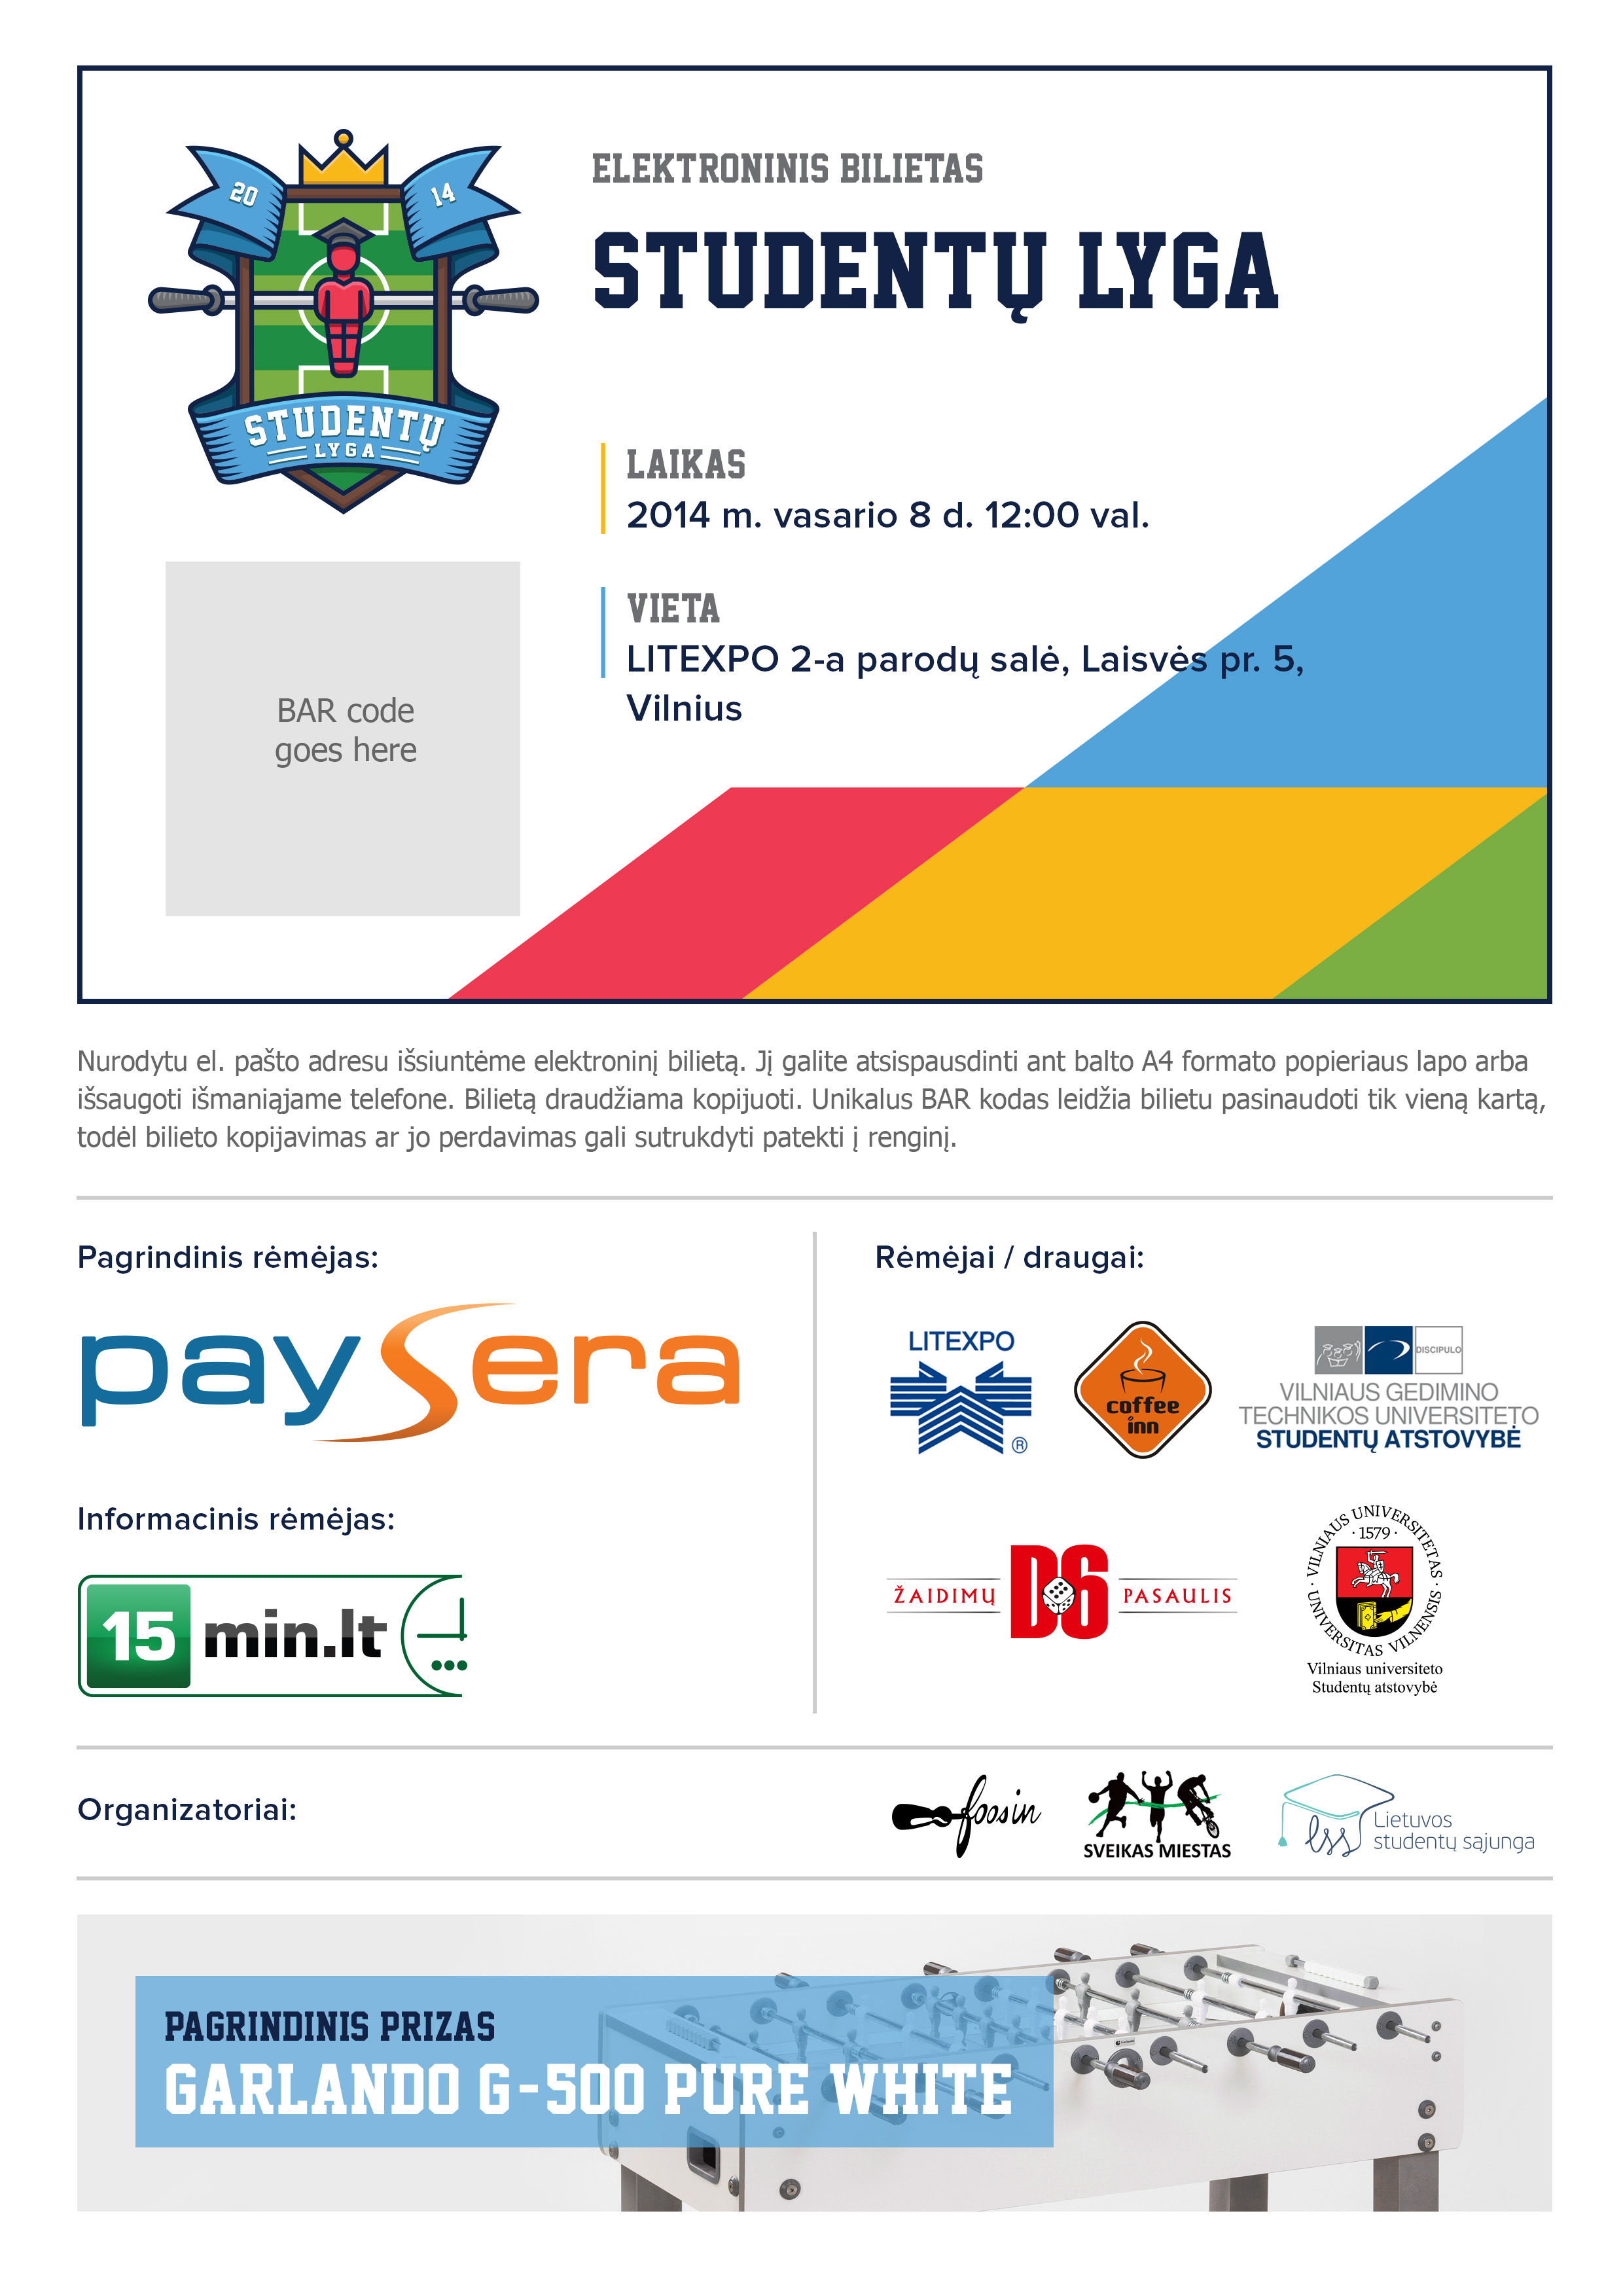 20
14
STUDENTŲ
LYGA
ELEKTRONINIS BILIETAS
STUDENTŲ LYGA
LAIKAS
2014 m. vasario 8 d. 12:00 val.
VIETA
LITEXPO 2-a parodų salė, Laisvės pr. 5,
Vilnius
BAR code
goes here
Nurodytu el. pašto adresu išsiuntėme elektroninį bilietą. Jį galite atsispausdinti ant balto A4 formato popieriaus lapo arba
išsaugoti išmaniąjame telefone. Bilietą draudžiama kopijuoti. Unikalus BAR kodas leidžia bilietu pasinaudoti tik vieną kartą,
todėl bilieto kopijavimas ar jo perdavimas gali sutrukdyti patekti į renginį.
Pagrindinis rėmėjas:
paysera
Informacinis rėmėjas:
15 min.lt
Rėmėjai / draugai:
LITEXPO
®
coffee
inn
DISCIPULO
VILNIAUS GEDIMINO
TECHNIKOS UNIVERSITETO
STUDENTŲ ATSTOVYBĖ
ŽAIDIMŲ D6 PASAULIS
· VILNIAUS UNIVERSITETAS ·
· 1579 ·
UNIVERSITAS VILNENSIS
Vilniaus universiteto
Studentų atstovybė
Organizatoriai:
foosin
SVEIKAS MIESTAS
lss
Lietuvos
studentų sąjunga
PAGRINDINIS PRIZAS
GARLANDO G-500 PURE WHITE